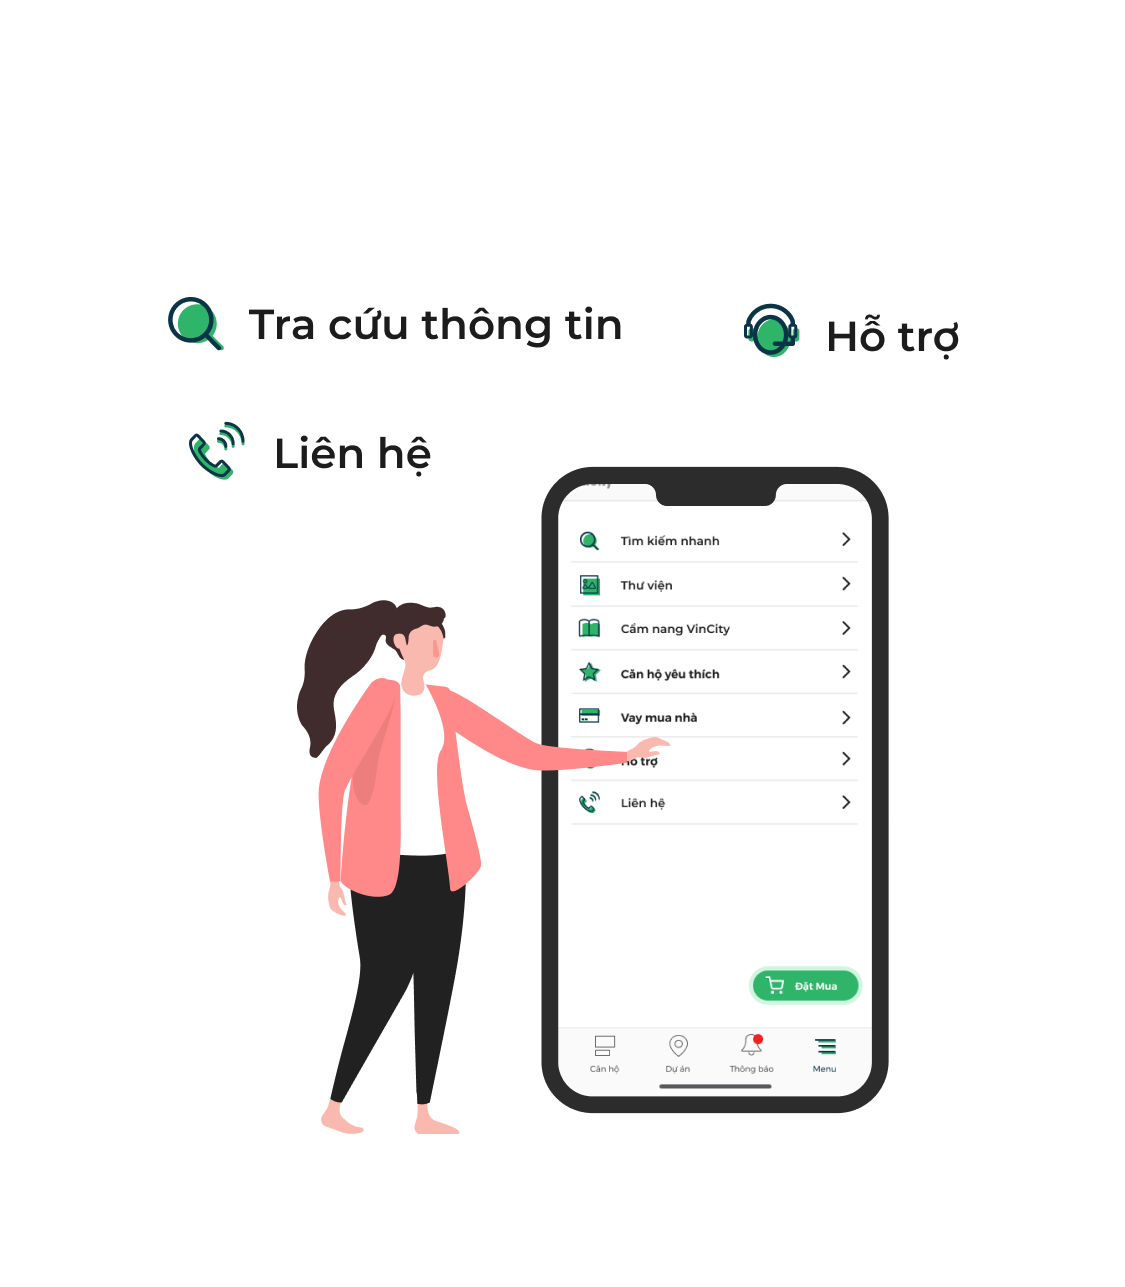 Tra cứu thông tin
Hỗ trợ
Liên hệ
Tìm kiếm nhanh
Thư viện
Cẩm nang VinCity
Căn hộ yêu thích
Vay mua nhà
Hỗ trợ
Liên hệ
Đặt Mua
Căn hộ
Dự án
Thông báo
Menu